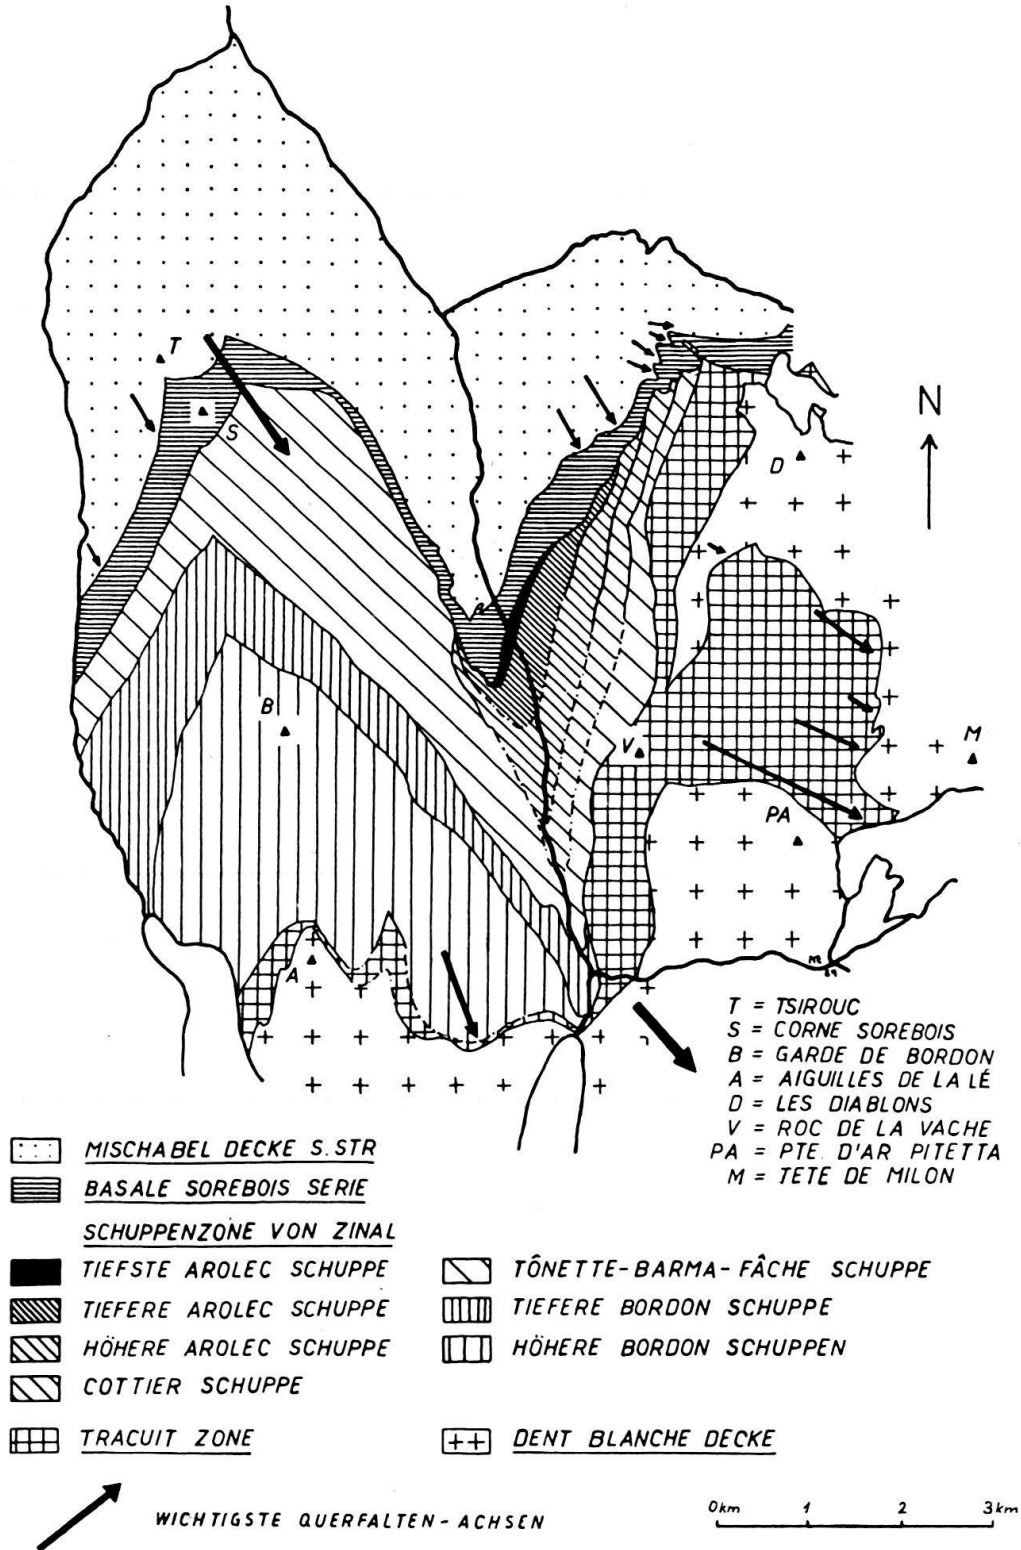 T
S
N
D
B
V
M
PA
A
T = TSIROUC
S = CORNE SOREBOIS
B = GARDE DE BORDON
A = AIGUILLES DE LA LÉ
D = LES DIABLONS
V = ROC DE LA VACHE
PA = PTE. D'AR PITETTA
M = TETE DE MILON
MISCHABEL DECKE S. STR
BASALE SOREBOIS SERIE
SCHUPPENZONE VON ZINAL
TIEFSTE AROLEC SCHUPPE
TIEFERE AROLEC SCHUPPE
HÖHERE AROLEC SCHUPPE
COTTIER SCHUPPE
TÔNETTE-BARMA-FÂCHE SCHUPPE
TIEFERE BORDON SCHUPPE
HÖHERE BORDON SCHUPPEN
TRACUIT ZONE
DENT BLANCHE DECKE
WICHTIGSTE QUERFALTEN-ACHSEN
0km 1 2 3km